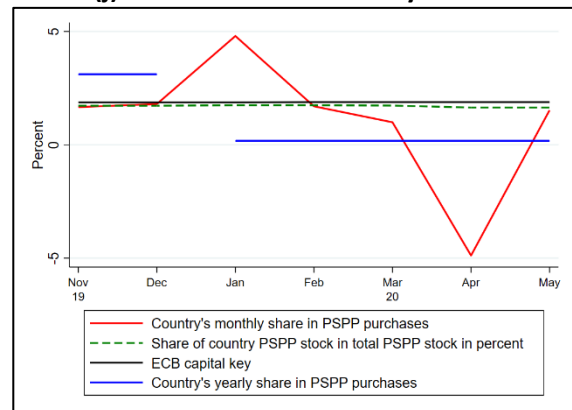 5
0
-5
Percent
Nov Dec Jan Feb Mar Apr May
19 20
Country's monthly share in PSPP purchases
Share of country PSPP stock in total PSPP stock in percent
ECB capital key
Country's yearly share in PSPP purchases